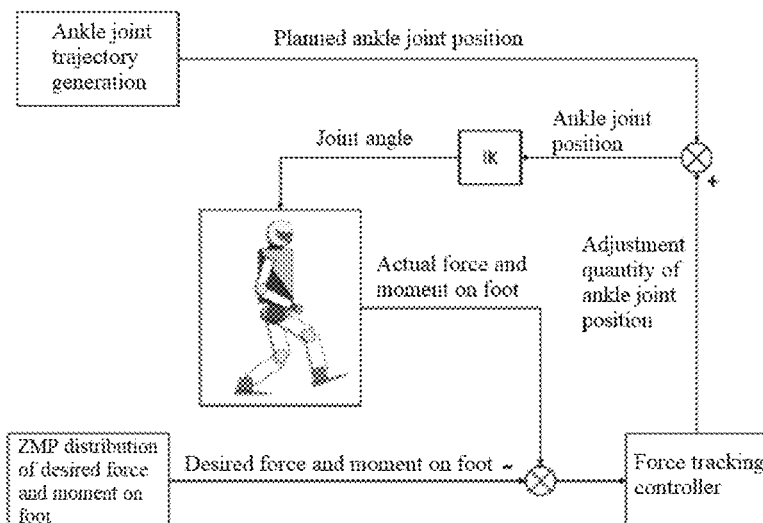 Ankle joint
trajectory
generation
Planned ankle joint position
Joint angle
IK
Ankle joint
position
+
Actual force and
moment on foot
Adjustment
quantity of
ankle joint
position
ZMP distribution
of desired force
and moment on
foot
Desired force and moment on foot
Force tracking
controller